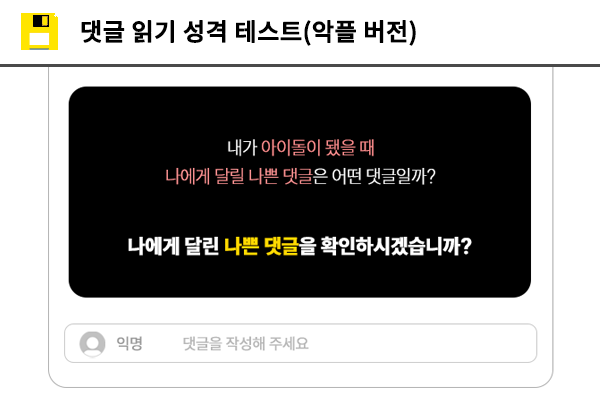 댓글 읽기 성격 테스트(악플 버전)
내가 아이돌이 됐을 때
나에게 달릴 나쁜 댓글은 어떤 댓글일까?
나에게 달린 나쁜 댓글을 확인하시겠습니까?
익명 댓글을 작성해 주세요